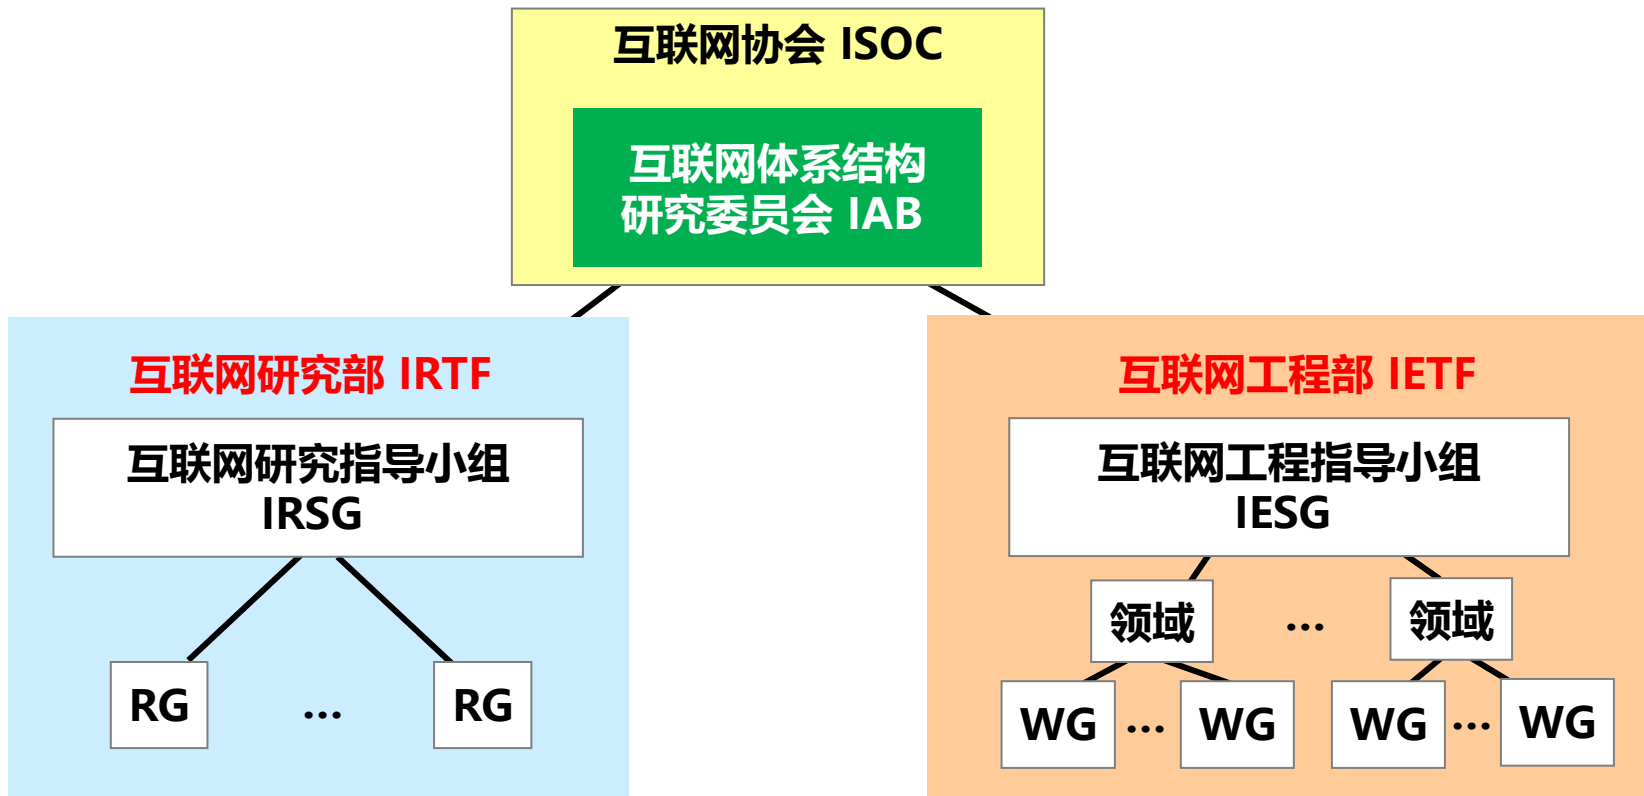 互联网协会 ISOC
互联网体系结构
研究委员会 IAB
互联网研究部 IRTF
互联网研究指导小组
IRSG
RG
...
RG
互联网工程部 IETF
互联网工程指导小组
IESG
领域
...
领域
WG
...
WG
WG
...
WG